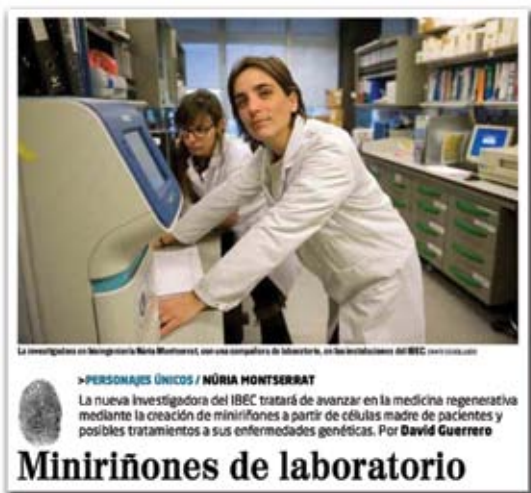 La investigadora en bioingeniería Núria Montserrat, con una compañera de laboratorio, en las instalaciones del IBEC.
>PERSONAJES ÚNICOS / NÚRIA MONTSERRAT
La nueva investigadora del IBEC tratará de avanzar en la medicina regenerativa
mediante la creación de miniriñones a partir de células madre de pacientes y
posibles tratamientos a sus enfermedades genéticas. Por David Guerrero
Miniriñones de laboratorio